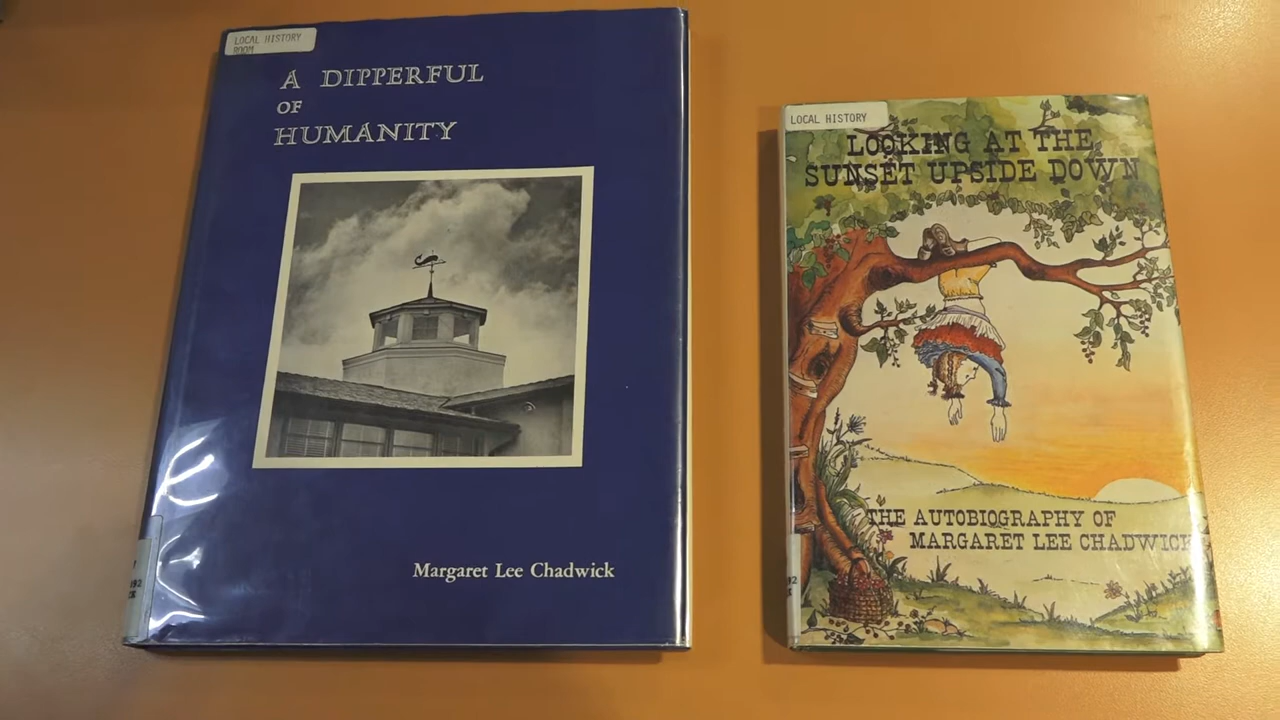 LOCAL HISTORY
ROOM
A DIPPERFUL
OF
HUMANITY
Margaret Lee Chadwick
LOCAL HISTORY
LOOKING AT THE
SUNSET UPSIDE DOWN
THE AUTOBIOGRAPHY OF
MARGARET LEE CHADWICK